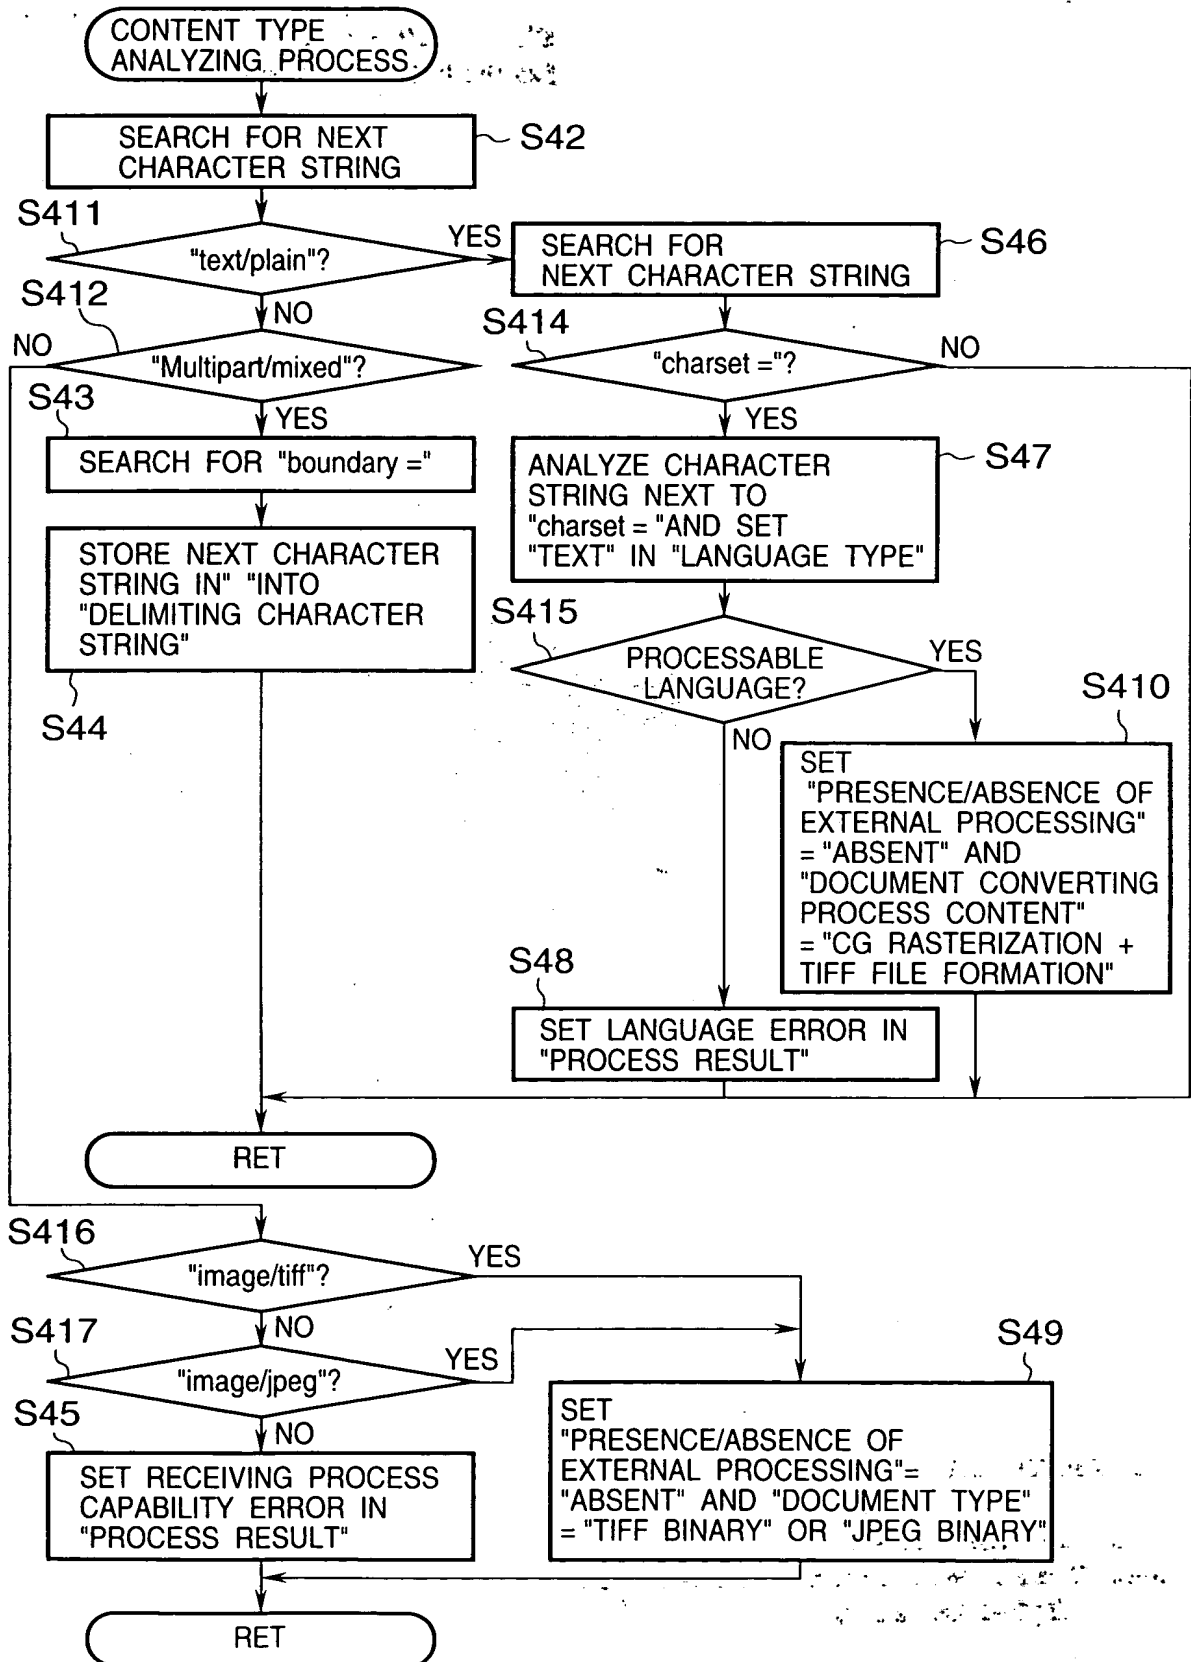 CONTENT TYPE
ANALYZING PROCESS
SEARCH FOR NEXT
CHARACTER STRING
S42
S411
"text/plain"?
YES
NO
SEARCH FOR
NEXT CHARACTER STRING
S46
S412
NO
"Multipart/mixed"?
YES
S414
"charset ="?
NO
YES
S43
SEARCH FOR "boundary ="
STORE NEXT CHARACTER
STRING IN" "INTO
"DELIMITING CHARACTER
STRING"
S44
ANALYZE CHARACTER
STRING NEXT TO
"charset = "AND SET
"TEXT" IN "LANGUAGE TYPE"
S47
S415
PROCESSABLE
LANGUAGE?
YES
NO
S410
SET
"PRESENCE/ABSENCE OF
EXTERNAL PROCESSING"
= "ABSENT" AND
"DOCUMENT CONVERTING
PROCESS CONTENT"
= "CG RASTERIZATION +
TIFF FILE FORMATION"
S48
SET LANGUAGE ERROR IN
"PROCESS RESULT"
RET
S416
"image/tiff"?
YES
NO
S417
"image/jpeg"?
YES
NO
S45
SET RECEIVING PROCESS
CAPABILITY ERROR IN
"PROCESS RESULT"
S49
SET
"PRESENCE/ABSENCE OF
EXTERNAL PROCESSING"=
"ABSENT" AND "DOCUMENT TYPE"
= "TIFF BINARY" OR "JPEG BINARY"
RET